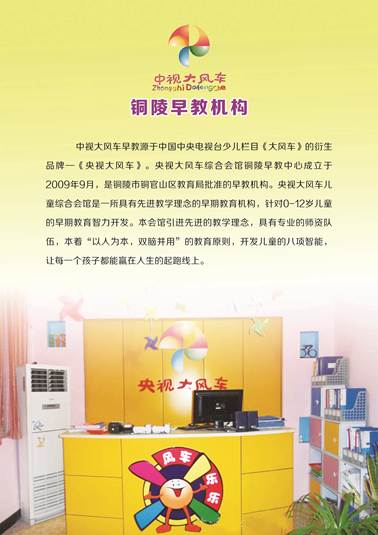 中视大风车
Zhongshi Dafengche
铜陵早教机构
中视大风车早教源于中国中央电视台少儿栏目《大风车》的衍生
品牌—《央视大风车》。央视大风车综合会馆铜陵早教中心成立于
2009年9月，是铜陵市铜官山区教育局批准的早教机构。央视大风车儿
童综合会馆是一所具有先进教学理念的早期教育机构，针对0-12岁儿童
的早期教育智力开发。本会馆引进先进的教学理念，具有专业的师资队
伍，本着“以人为本，双脑并用”的教育原则，开发儿童的八项智能，
让每一个孩子都能赢在人生的起跑线上。
央视大风车
风车乐乐